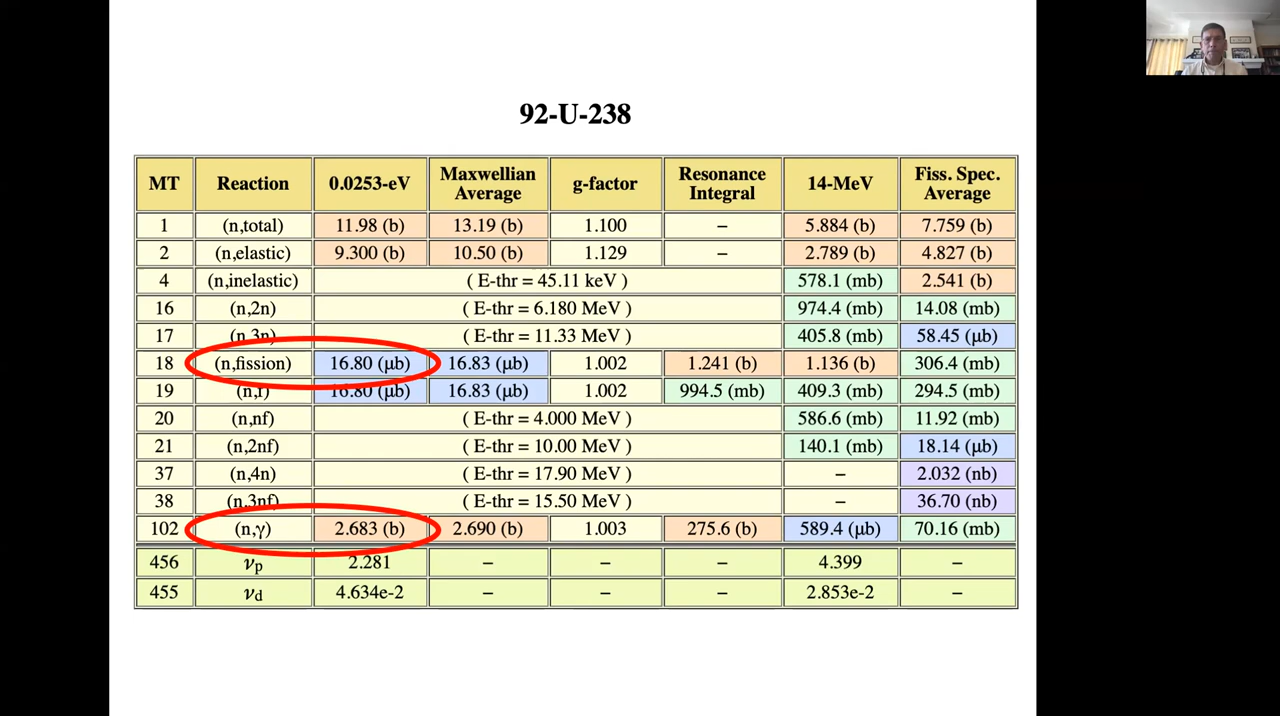 92-U-238
MT Reaction 0.0253-eV Maxwellian Average g-factor Resonance Integral 14-MeV Fiss. Spec. Average
1 (n,total) 11.98 (b) 13.19 (b) 1.100 – 5.884 (b) 7.759 (b)
2 (n,elastic) 9.300 (b) 10.50 (b) 1.129 – 2.789 (b) 4.827 (b)
4 (n,inelastic) ( E-thr = 45.11 keV ) 578.1 (mb) 2.541 (b)
16 (n,2n) ( E-thr = 6.180 MeV ) 974.4 (mb) 14.08 (mb)
17 (n,3n) ( E-thr = 11.33 MeV ) 405.8 (mb) 58.45 (μb)
18 (n,fission) 16.80 (μb) 16.83 (μb) 1.002 1.241 (b) 1.136 (b) 306.4 (mb)
19 (n,f) 16.80 (μb) 16.83 (μb) 1.002 994.5 (mb) 409.3 (mb) 294.5 (mb)
20 (n,nf) ( E-thr = 4.000 MeV ) 586.6 (mb) 11.92 (mb)
21 (n,2nf) ( E-thr = 10.00 MeV ) 140.1 (mb) 18.14 (μb)
37 (n,4n) ( E-thr = 17.90 MeV ) – 2.032 (nb)
38 (n,3nf) ( E-thr = 15.50 MeV ) – 36.70 (nb)
102 (n,γ) 2.683 (b) 2.690 (b) 1.003 275.6 (b) 589.4 (μb) 70.16 (mb)
456 νp 2.281 – – – 4.399 –
455 νd 4.634e-2 – – – 2.853e-2 –